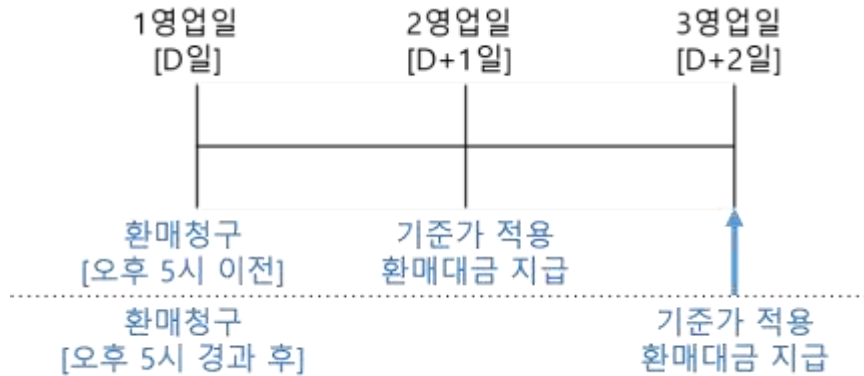 1영업일
[D일]
2영업일
[D+1일]
3영업일
[D+2일]
환매청구
[오후 5시 이전]
기준가 적용
환매대금 지급
환매청구
[오후 5시 경과 후]
기준가 적용
환매대금 지급